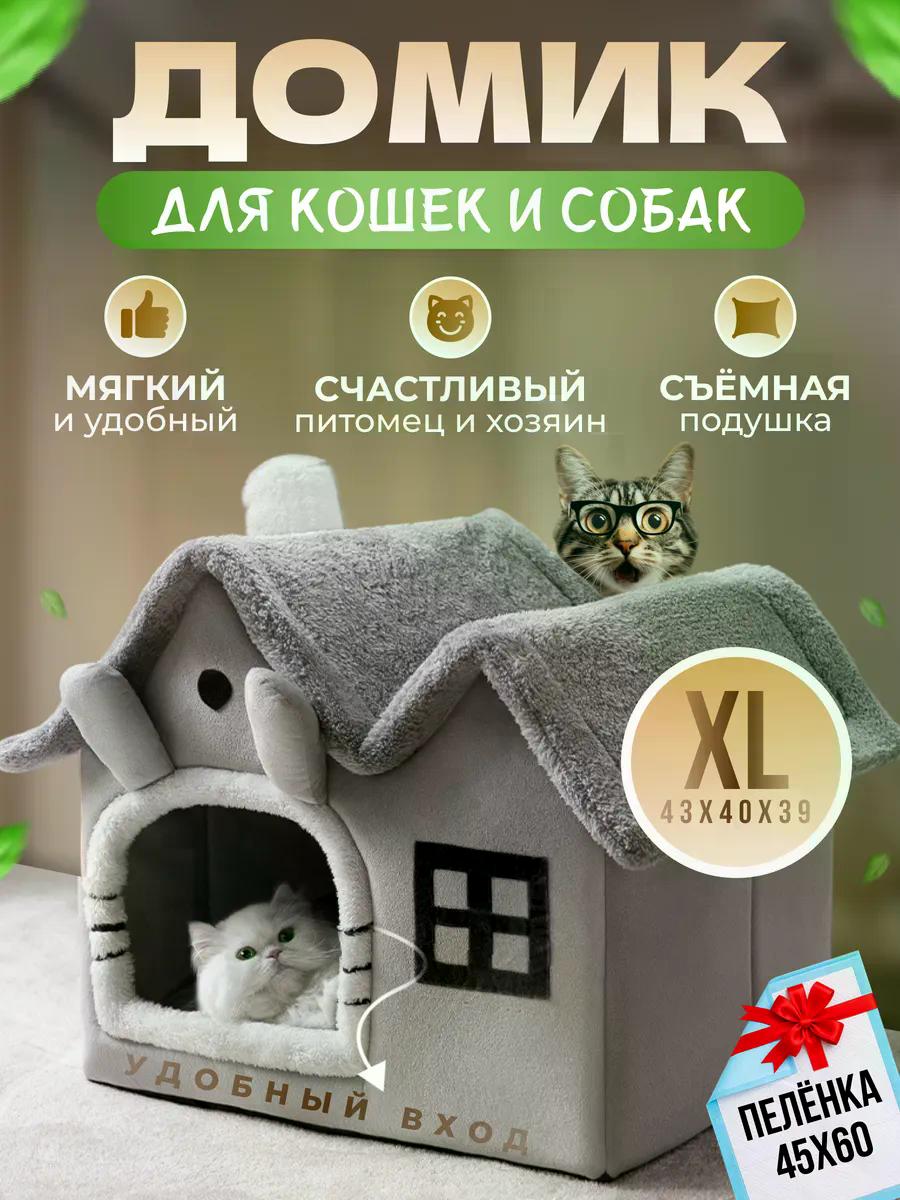 ДОМИК
ДЛЯ КОШЕК И СОБАК
МЯГКИЙ
и удобный
СЧАСТЛИВЫЙ
питомец и хозяин
СЪЁМНАЯ
подушка
XL
43X40X39
УДОБНЫЙ ВХОД
ПЕЛЁНКА
45X60